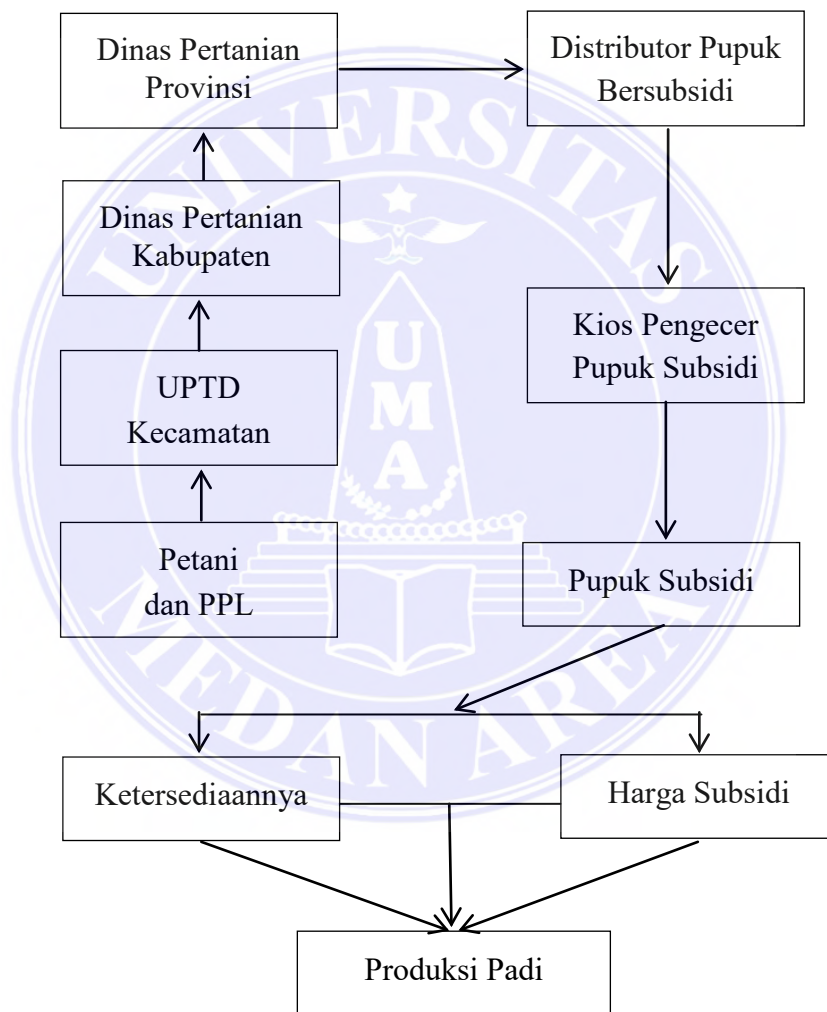 Dinas Pertanian
Provinsi
Distributor Pupuk
Bersubsidi
Dinas Pertanian
Kabupaten
Kios Pengecer
Pupuk Subsidi
UPTD
Kecamatan
Petani
dan PPL
Pupuk Subsidi
Ketersediaannya
Harga Subsidi
Produksi Padi
UNIVERSITAS
UMA
MEDAN AREA